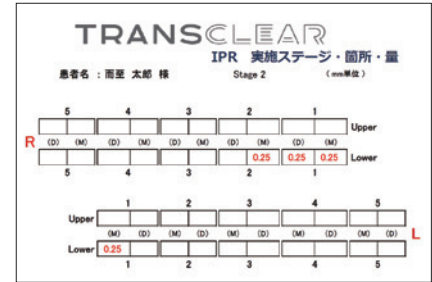 TRANSCLEAR
IPR 実施ステージ・箇所・量
患者名 : 而至 太郎 様 Stage 2 (mm単位)
5 4 3 2 1
Upper
R (D) (M) (D) (M) (D) (M) (D) (M) (D) (M)
0.25 0.25 0.25 Lower
5 4 3 2 1
1 2 3 4 5
Upper
(M) (D) (M) (D) (M) (D) (M) (D) (M) (D) L
Lower 0.25
1 2 3 4 5